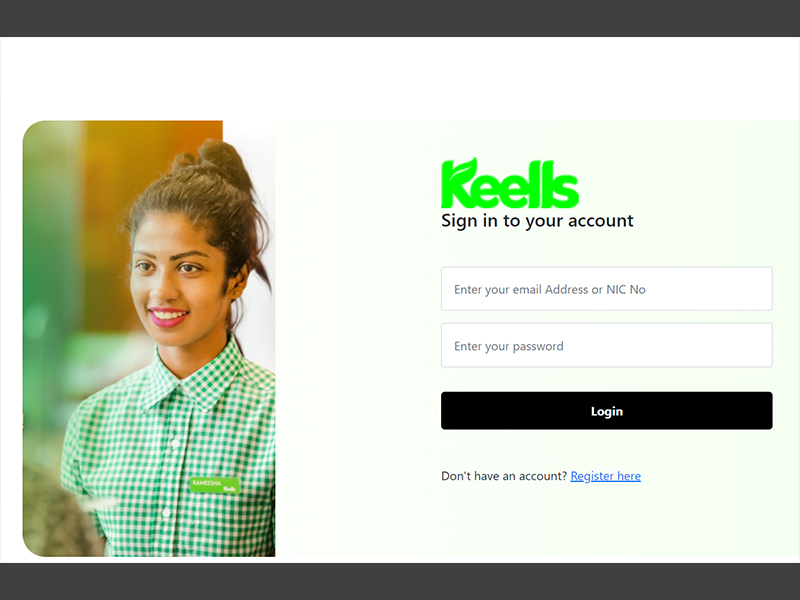 Keells
Sign in to your account
Enter your email Address or NIC No
Enter your password
Login
Don't have an account? Register here
RAMEESHA
Keells